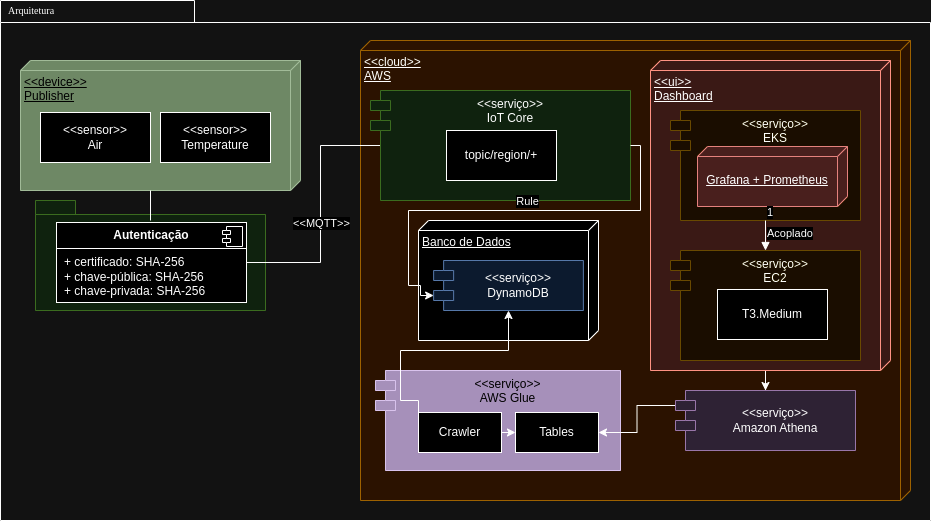 Arquitetura
<<device>>
Publisher
<<sensor>>
Air
<<sensor>>
Temperature
Autenticação
+ certificado: SHA-256
+ chave-pública: SHA-256
+ chave-privada: SHA-256
<<MQTT>>
<<cloud>>
AWS
<<serviço>>
IoT Core
topic/region/+
Rule
Banco de Dados
<<serviço>>
DynamoDB
<<serviço>>
AWS Glue
Crawler
Tables
<<ui>>
Dashboard
<<serviço>>
EKS
Grafana + Prometheus
1
Acoplado
<<serviço>>
EC2
T3.Medium
<<serviço>>
Amazon Athena